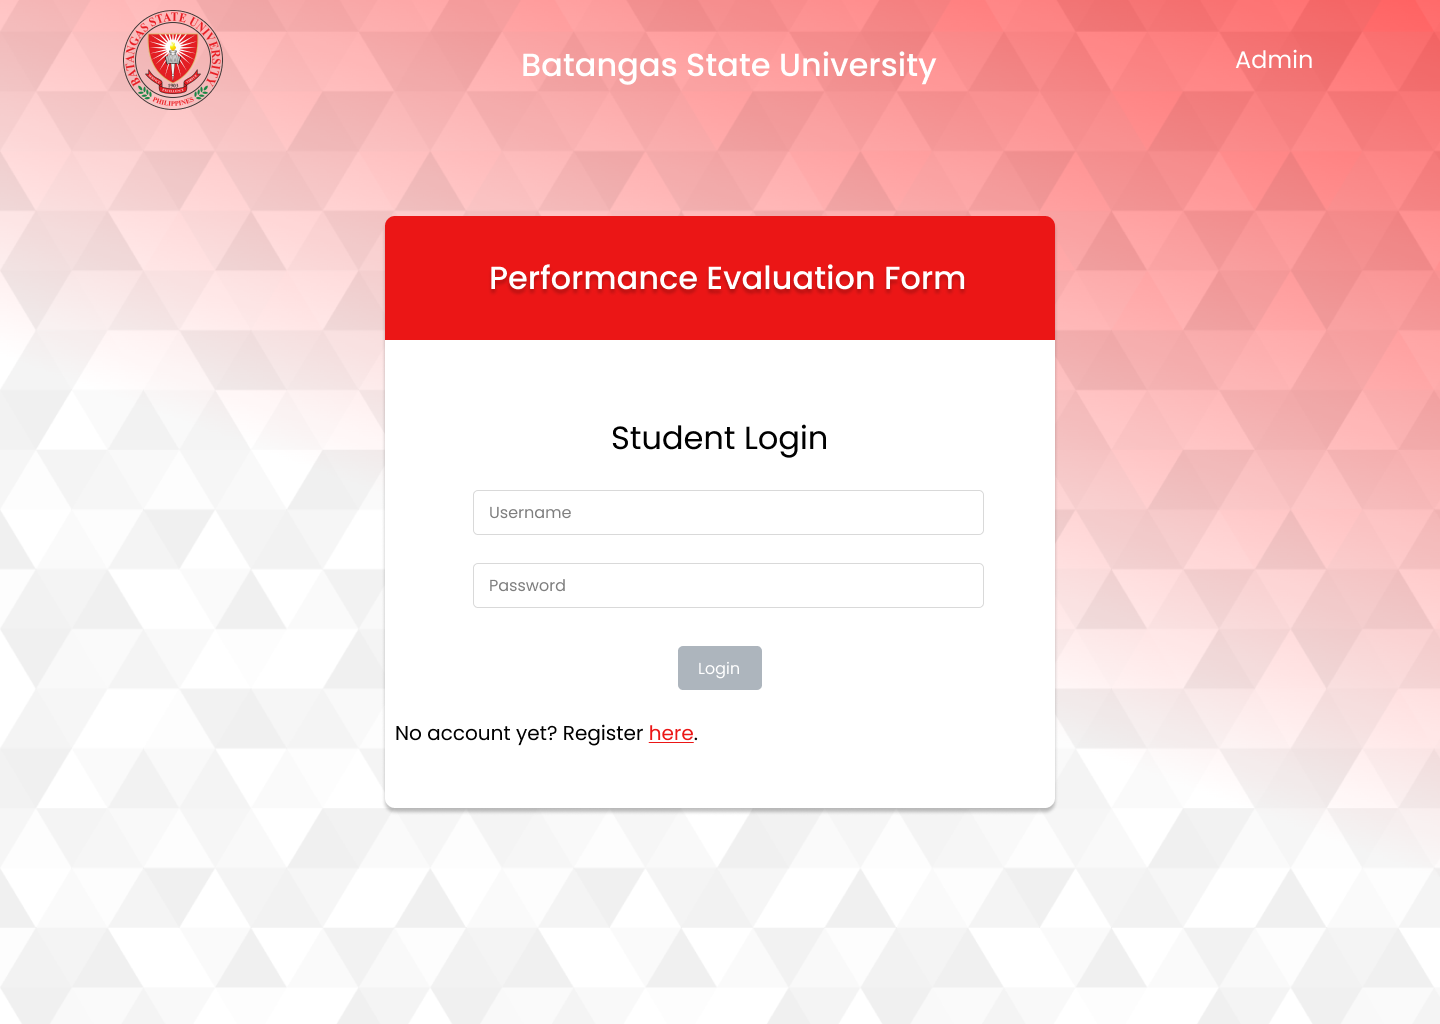 BATANGAS STATE UNIVERSITY
PHILIPPINES
Batangas State University
Admin
Performance Evaluation Form
Student Login
Username
Password
Login
No account yet? Register here.